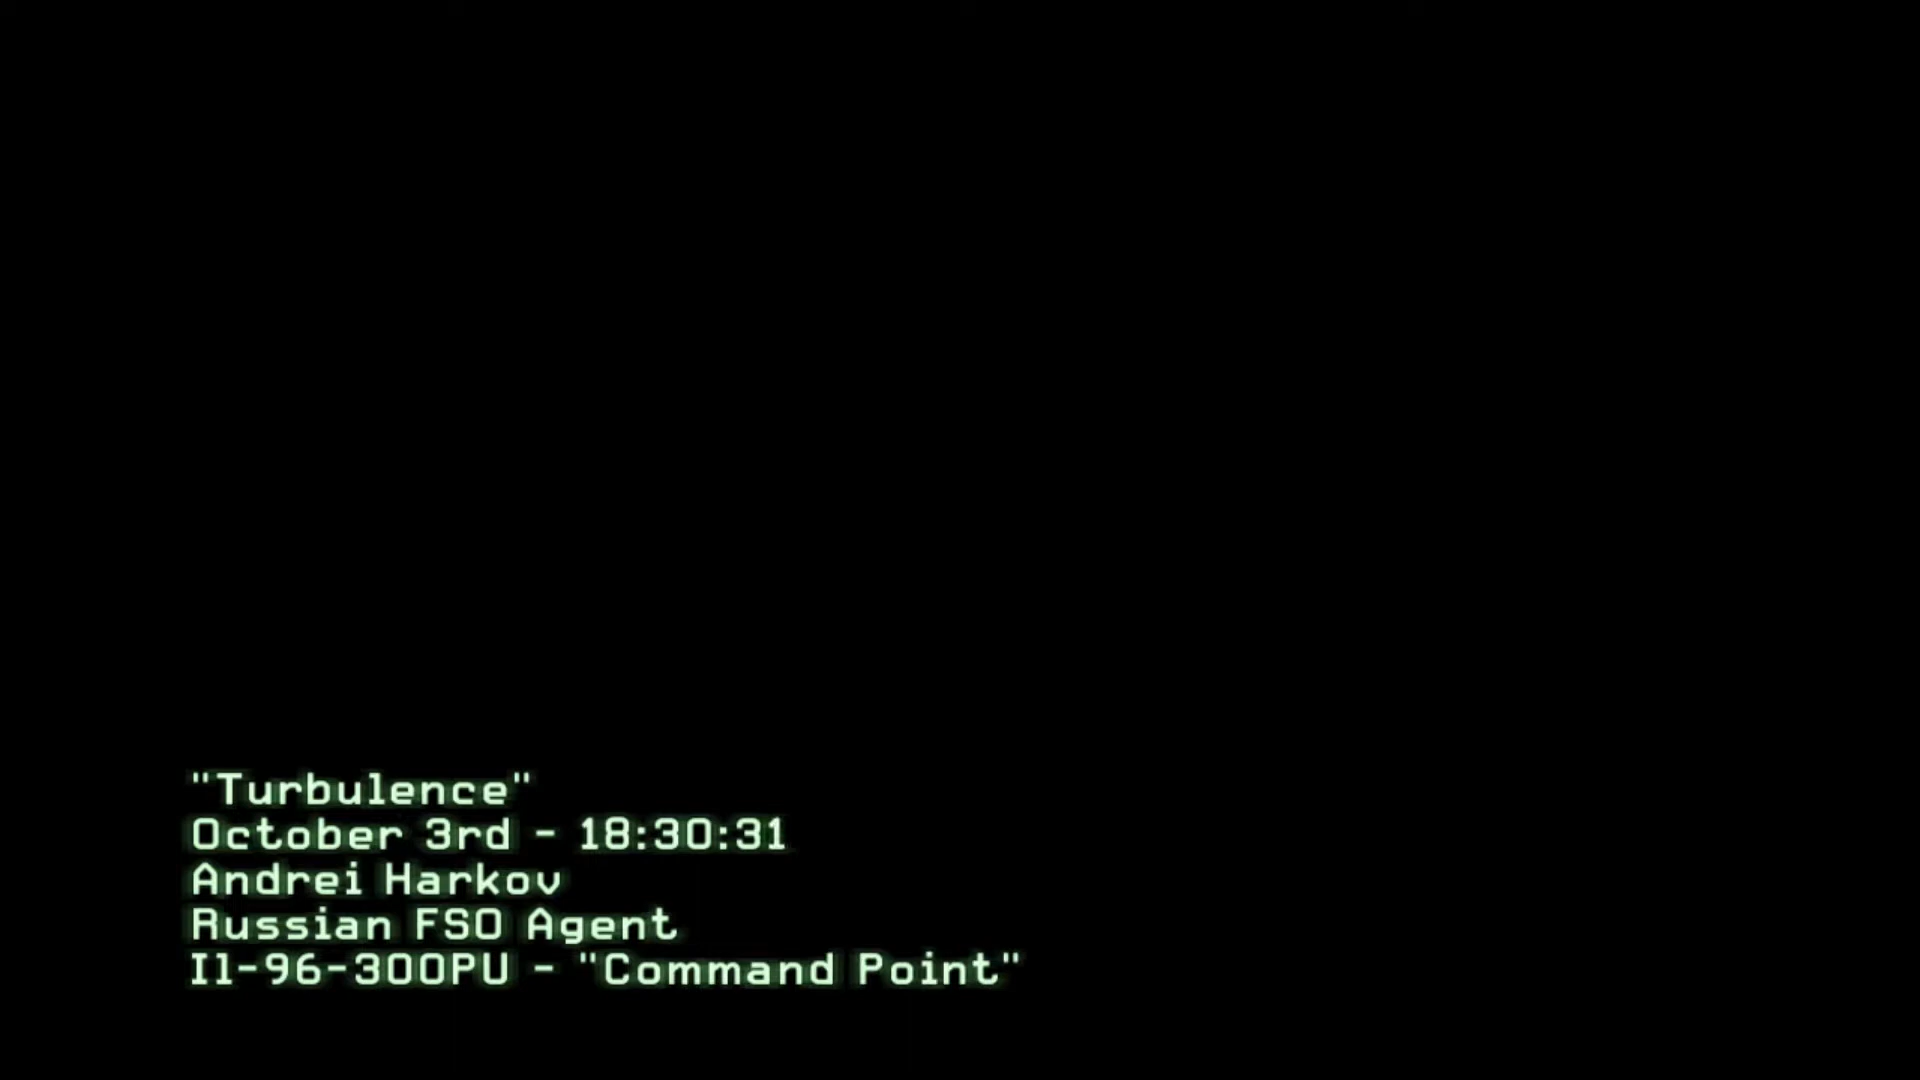 "Turbulence"
October 3rd - 18:30:31
Andrei Harkov
Russian FSO Agent
Il-96-300PU - "Command Point"